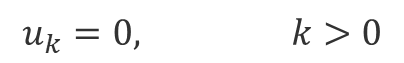 u_k = 0, k > 0